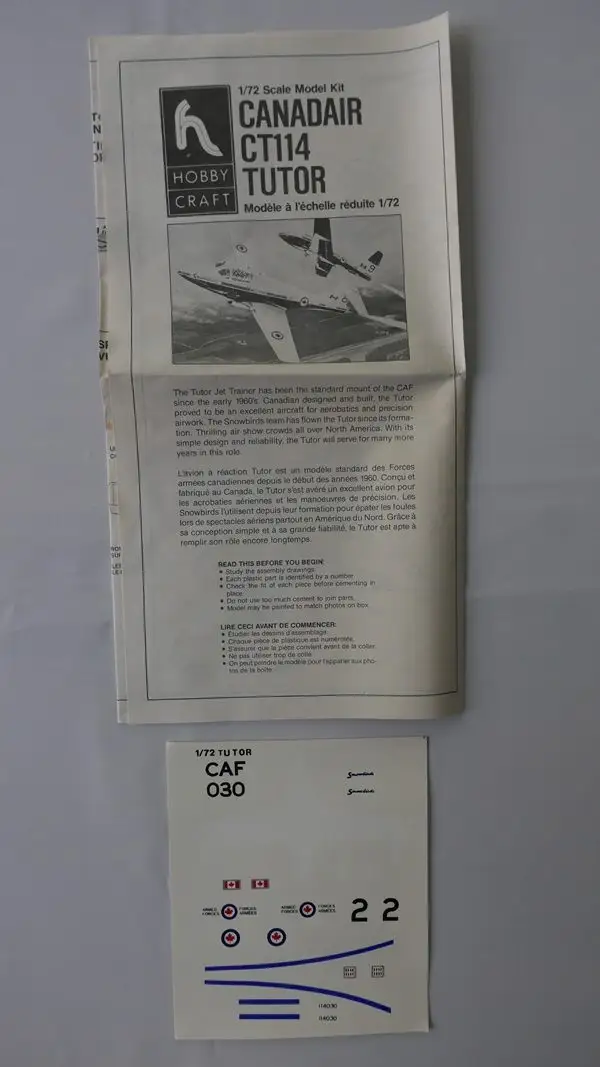 1/72 Scale Model Kit
CANADAIR
CT114
TUTOR
HOBBY
CRAFT
Modèle à l'échelle réduite 1/72
The Tutor Jet Trainer has been the standard mount of the CAF
since the early 1960's. Canadian designed and built, the Tutor
proved to be an excellent aircraft for aerobatics and precision
airwork. The Snowbirds team has flown the Tutor since its forma-
tion. Thrilling air show crowds all over North America. With its
simple design and reliability, the Tutor will serve for many more
years in this role.
L'avion à réaction Tutor est un modèle standard des Forces
armées canadiennes depuis le début des années 1960. Conçu et
fabriqué au Canada, le Tutor s'est avéré un excellent avion pour
les acrobaties aériennes et les manoeuvres de précision. Les
Snowbirds l'utilisent depuis leur formation pour épater les foules
lors de spectacles aériens partout en Amérique du Nord. Grâce à
sa conception simple et à sa grande fiabilité, le Tutor est apte à
remplir son rôle encore longtemps.
READ THIS BEFORE YOU BEGIN:
• Study the assembly drawings.
• Each plastic part is identified by a number.
• Check the fit of each piece before cementing in
place.
• Do not use too much cement to join parts.
• Model may be painted to match photos on box.
LIRE CECI AVANT DE COMMENCER:
• Étudier les dessins d'assemblage.
• Chaque pièce de plastique est numérotée.
• S'assurer que la pièce convient avant de la coller.
• Ne pas utiliser trop de colle.
• On peut peindre le modèle pour l'apparier aux pho-
tos de la boîte.
1/72 TUTOR
CAF
030
Snowbirds
Snowbirds
ARMED
FORCES
FORCES
ARMÉES
ARMED
FORCES
FORCES
ARMÉES
2 2
114030
114030